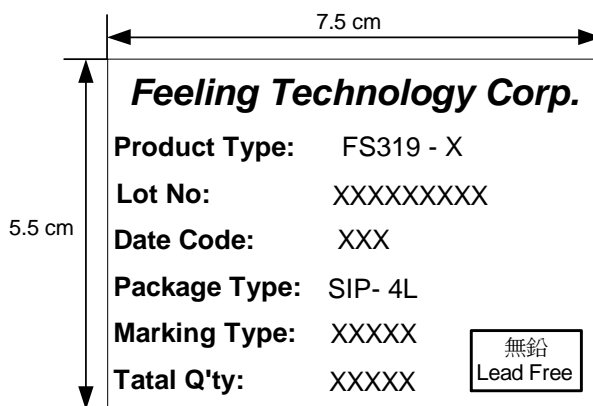 7.5 cm
Feeling Technology Corp.
Product Type: FS319 - X
Lot No: XXXXXXXXX
5.5 cm
Date Code: XXX
Package Type: SIP- 4L
Marking Type: XXXXX
無鉛
Lead Free
Tatal Q'ty: XXXXX